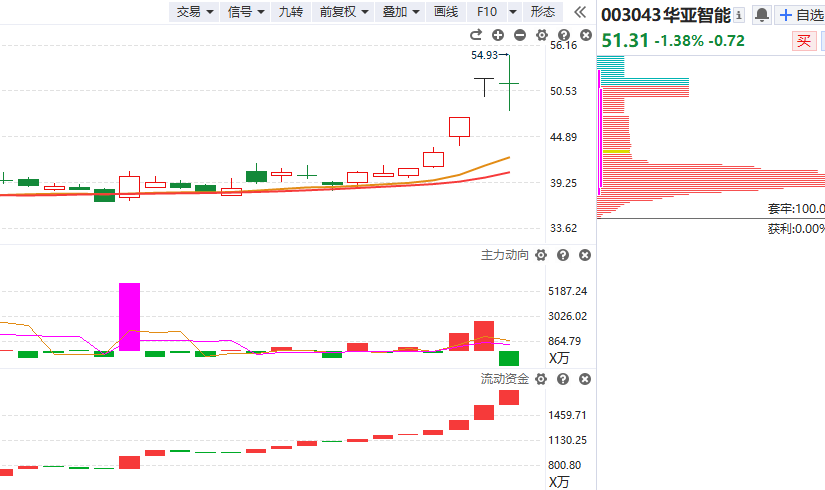 交易 信号 九转 前复权 叠加 画线 F10 形态
003043 华亚智能 自选
51.31 -1.38% -0.72 买
54.93
56.16
50.53
44.89
39.25
33.62
套牢:100.0
获利:0.00%
主力动向
5187.24
3026.02
864.79
X万
流动资金
1459.71
1130.25
800.80
X万